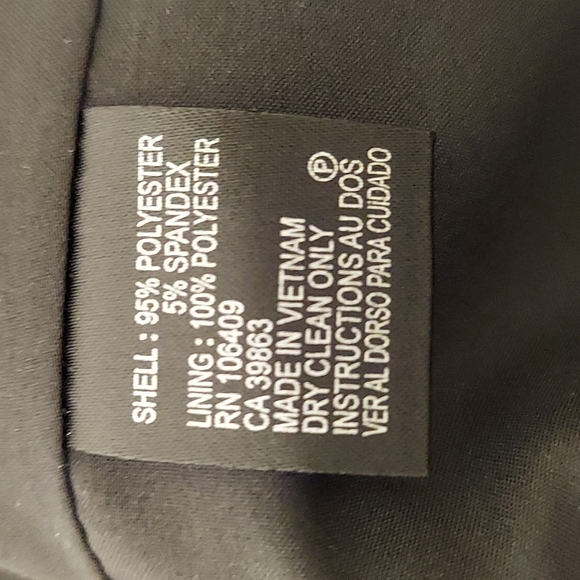 SHELL : 95% POLYESTER
5% SPANDEX
LINING : 100% POLYESTER
RN 106409
CA 39863
MADE IN VIETNAM
DRY CLEAN ONLY Ⓟ
INSTRUCTIONS AU DOS
VER AL DORSO PARA CUIDADO